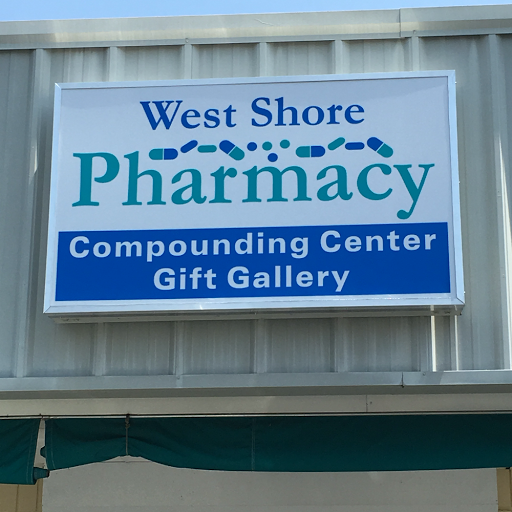 West Shore
Pharmacy
Compounding Center
Gift Gallery